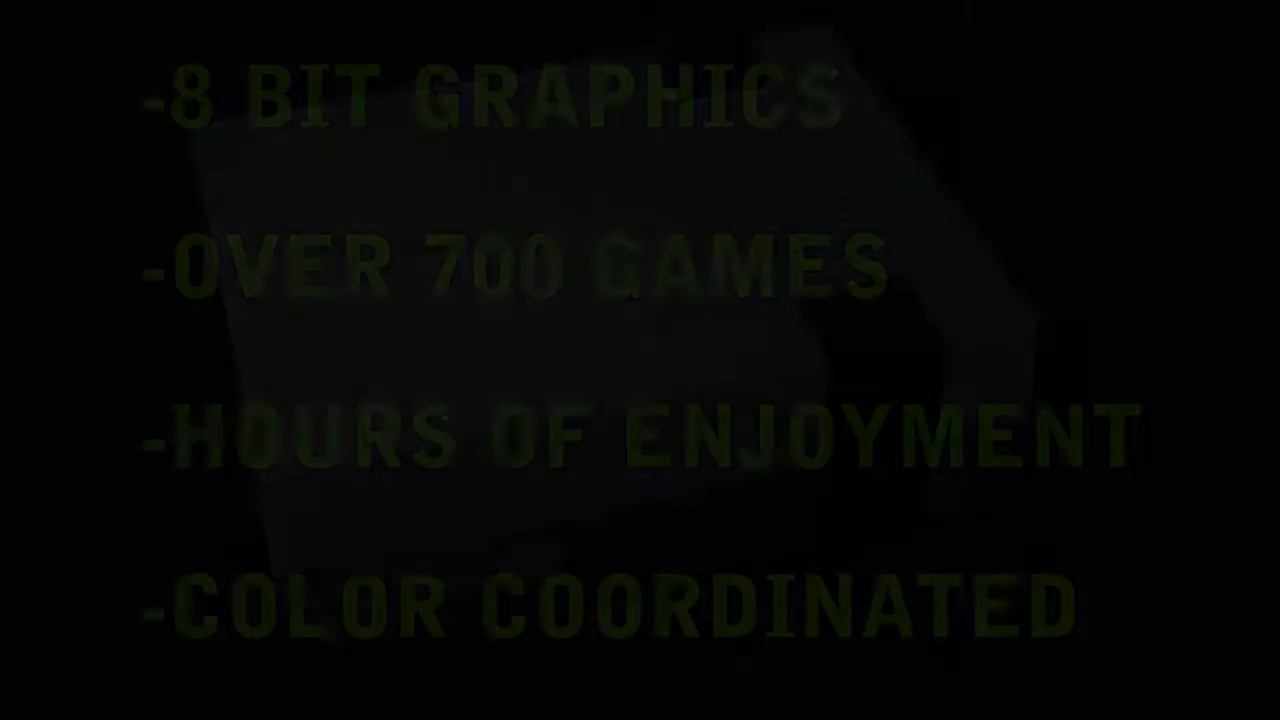 -8 BIT GRAPHICS
-OVER 700 GAMES
-HOURS OF ENJOYMENT
-COLOR COORDINATED